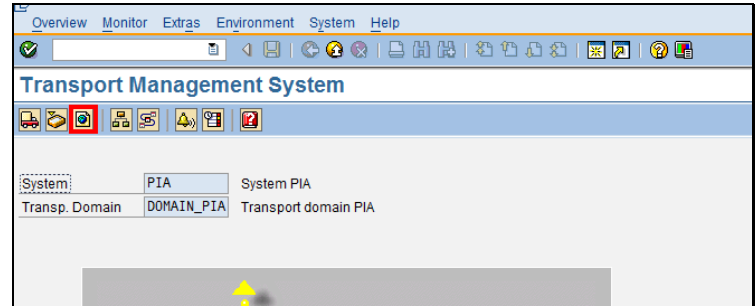 Overview Monitor Extras Environment System Help
Transport Management System
System PIA System PIA
Transp. Domain DOMAIN_PIA Transport domain PIA